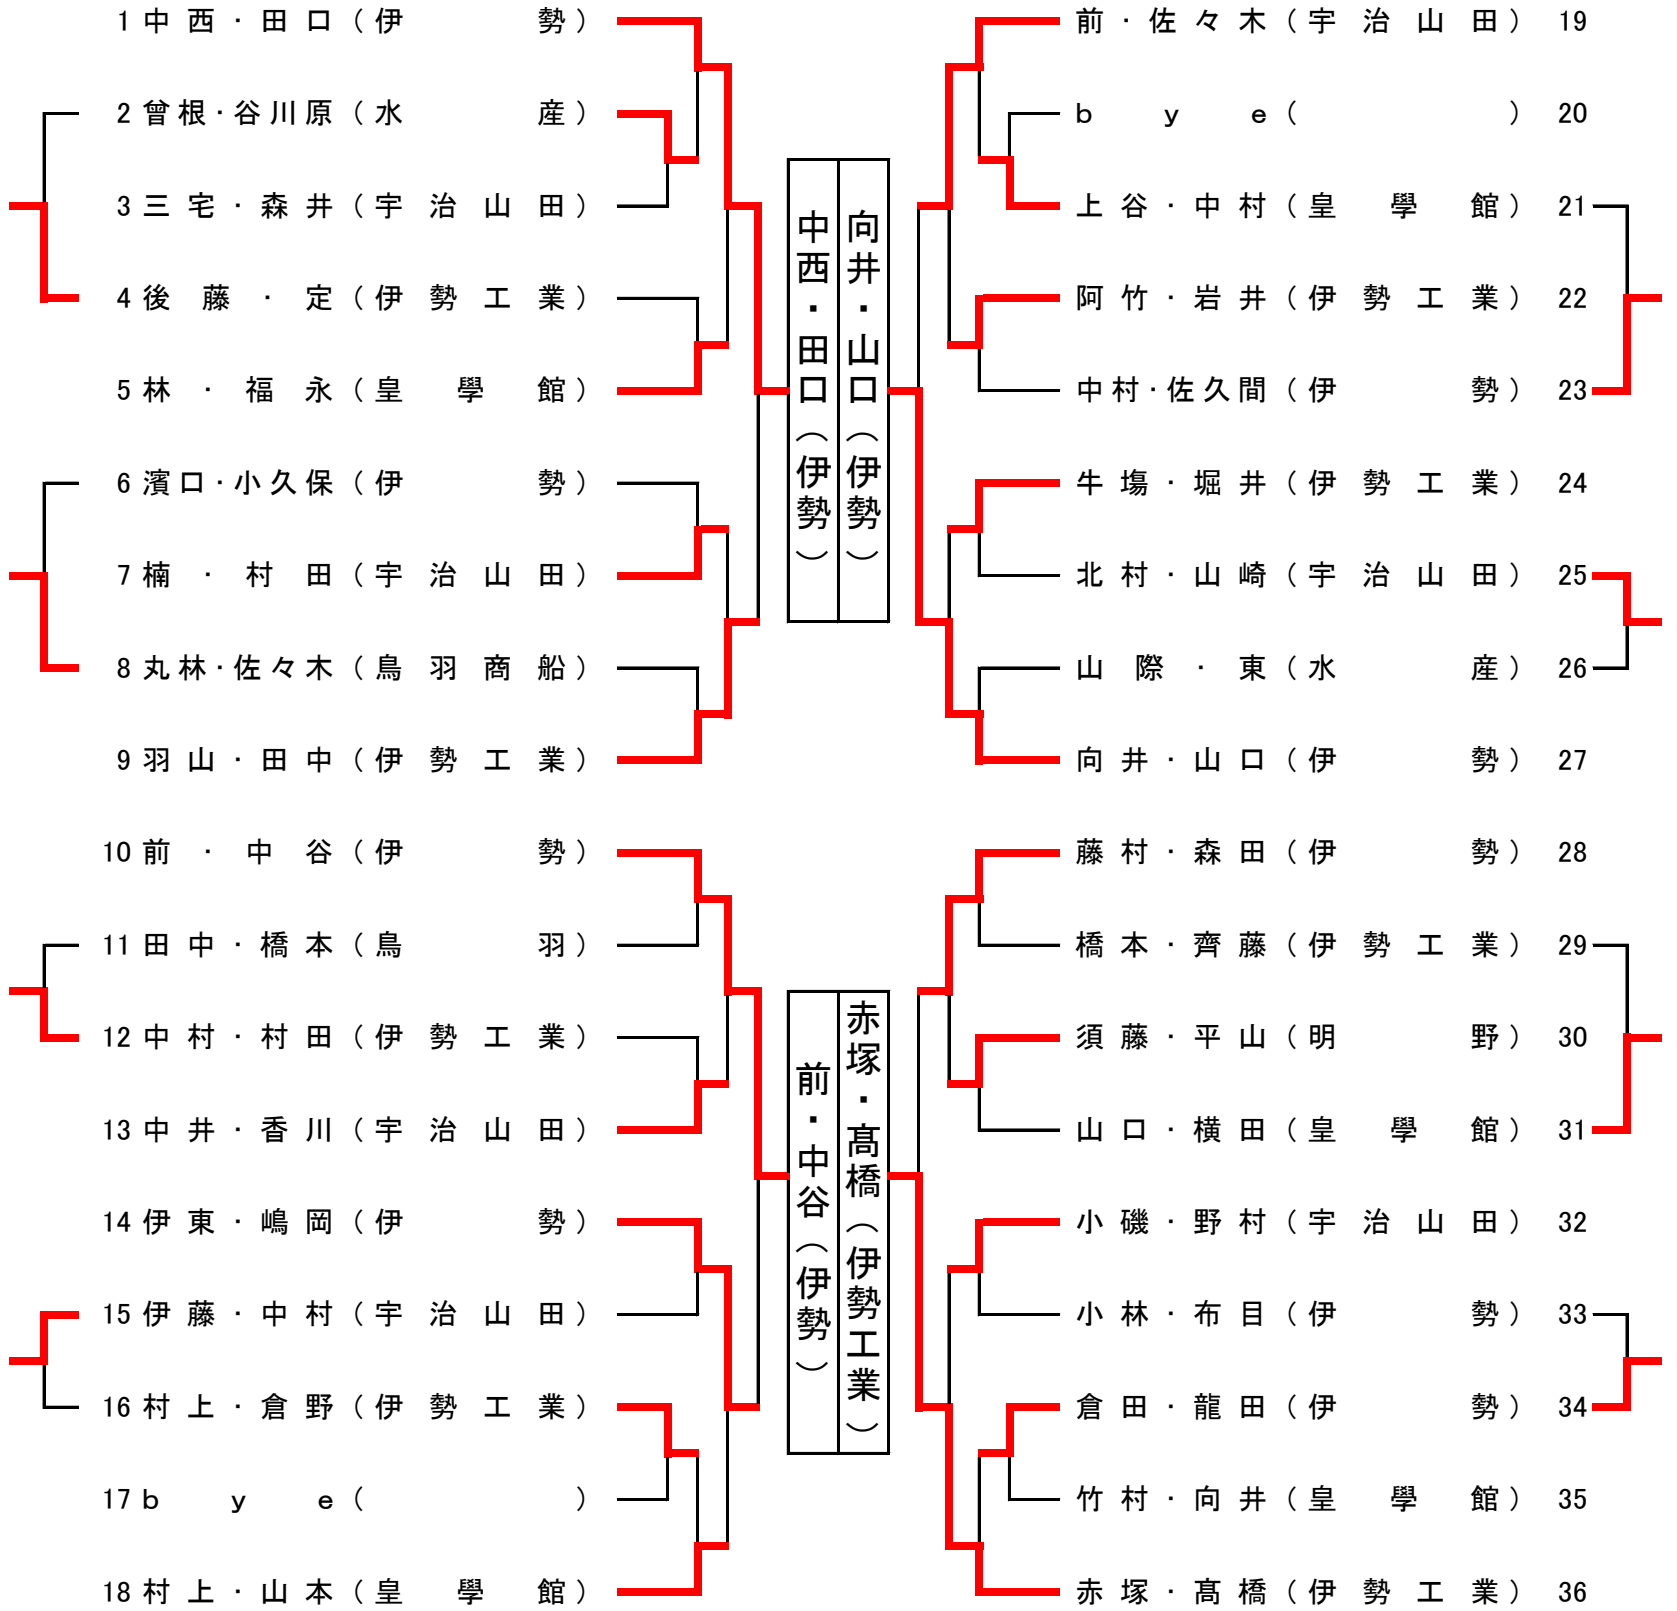 1 中西・田口（伊勢）
2 曾根・谷川原（水産）
3 三宅・森井（宇治山田）
4 後藤・定（伊勢工業）
5 林・福永（皇學館）
6 濱口・小久保（伊勢）
7 楠・村田（宇治山田）
8 丸林・佐々木（鳥羽商船）
9 羽山・田中（伊勢工業）
10 前・中谷（伊勢）
11 田中・橋本（鳥羽）
12 中村・村田（伊勢工業）
13 中井・香川（宇治山田）
14 伊東・嶋岡（伊勢）
15 伊藤・中村（宇治山田）
16 村上・倉野（伊勢工業）
17 ｂｙｅ（ ）
18 村上・山本（皇學館）
中西・田口（伊勢）
向井・山口（伊勢）
前・中谷（伊勢）
赤塚・髙橋（伊勢工業）
前・佐々木（宇治山田） 19
ｂｙｅ（ ） 20
上谷・中村（皇學館） 21
阿竹・岩井（伊勢工業） 22
中村・佐久間（伊勢） 23
牛塲・堀井（伊勢工業） 24
北村・山崎（宇治山田） 25
山際・東（水産） 26
向井・山口（伊勢） 27
藤村・森田（伊勢） 28
橋本・齊藤（伊勢工業） 29
須藤・平山（明野） 30
山口・横田（皇學館） 31
小磯・野村（宇治山田） 32
小林・布目（伊勢） 33
倉田・龍田（伊勢） 34
竹村・向井（皇學館） 35
赤塚・髙橋（伊勢工業） 36